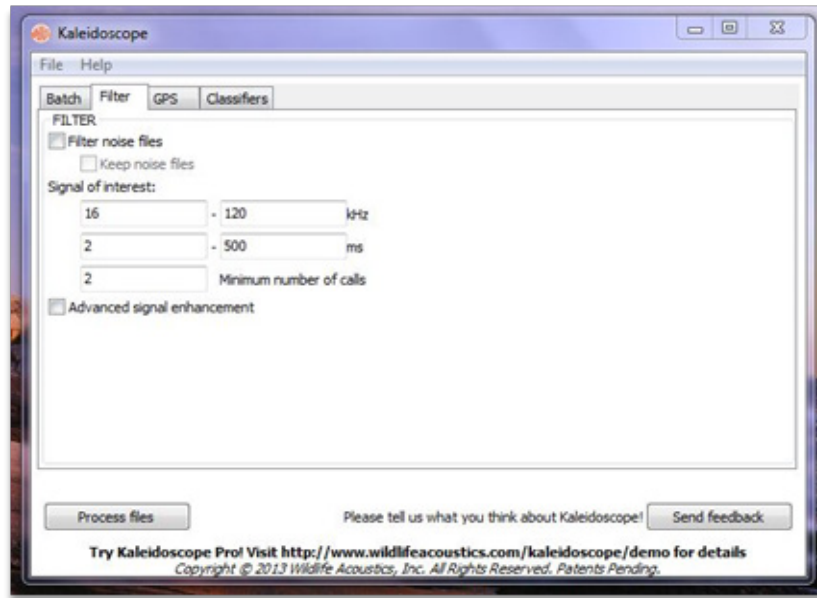 Kaleidoscope
File Help
Batch Filter GPS Classifiers
FILTER
Filter noise files
Keep noise files
Signal of interest:
16 - 120 kHz
2 - 500 ms
2 Minimum number of calls
Advanced signal enhancement
Process files Please tell us what you think about Kaleidoscope! Send feedback
Try Kaleidoscope Pro! Visit http://www.wildlifeacoustics.com/kaleidoscope/demo for details
Copyright © 2013 Wildlife Acoustics, Inc. All Rights Reserved. Patents Pending.